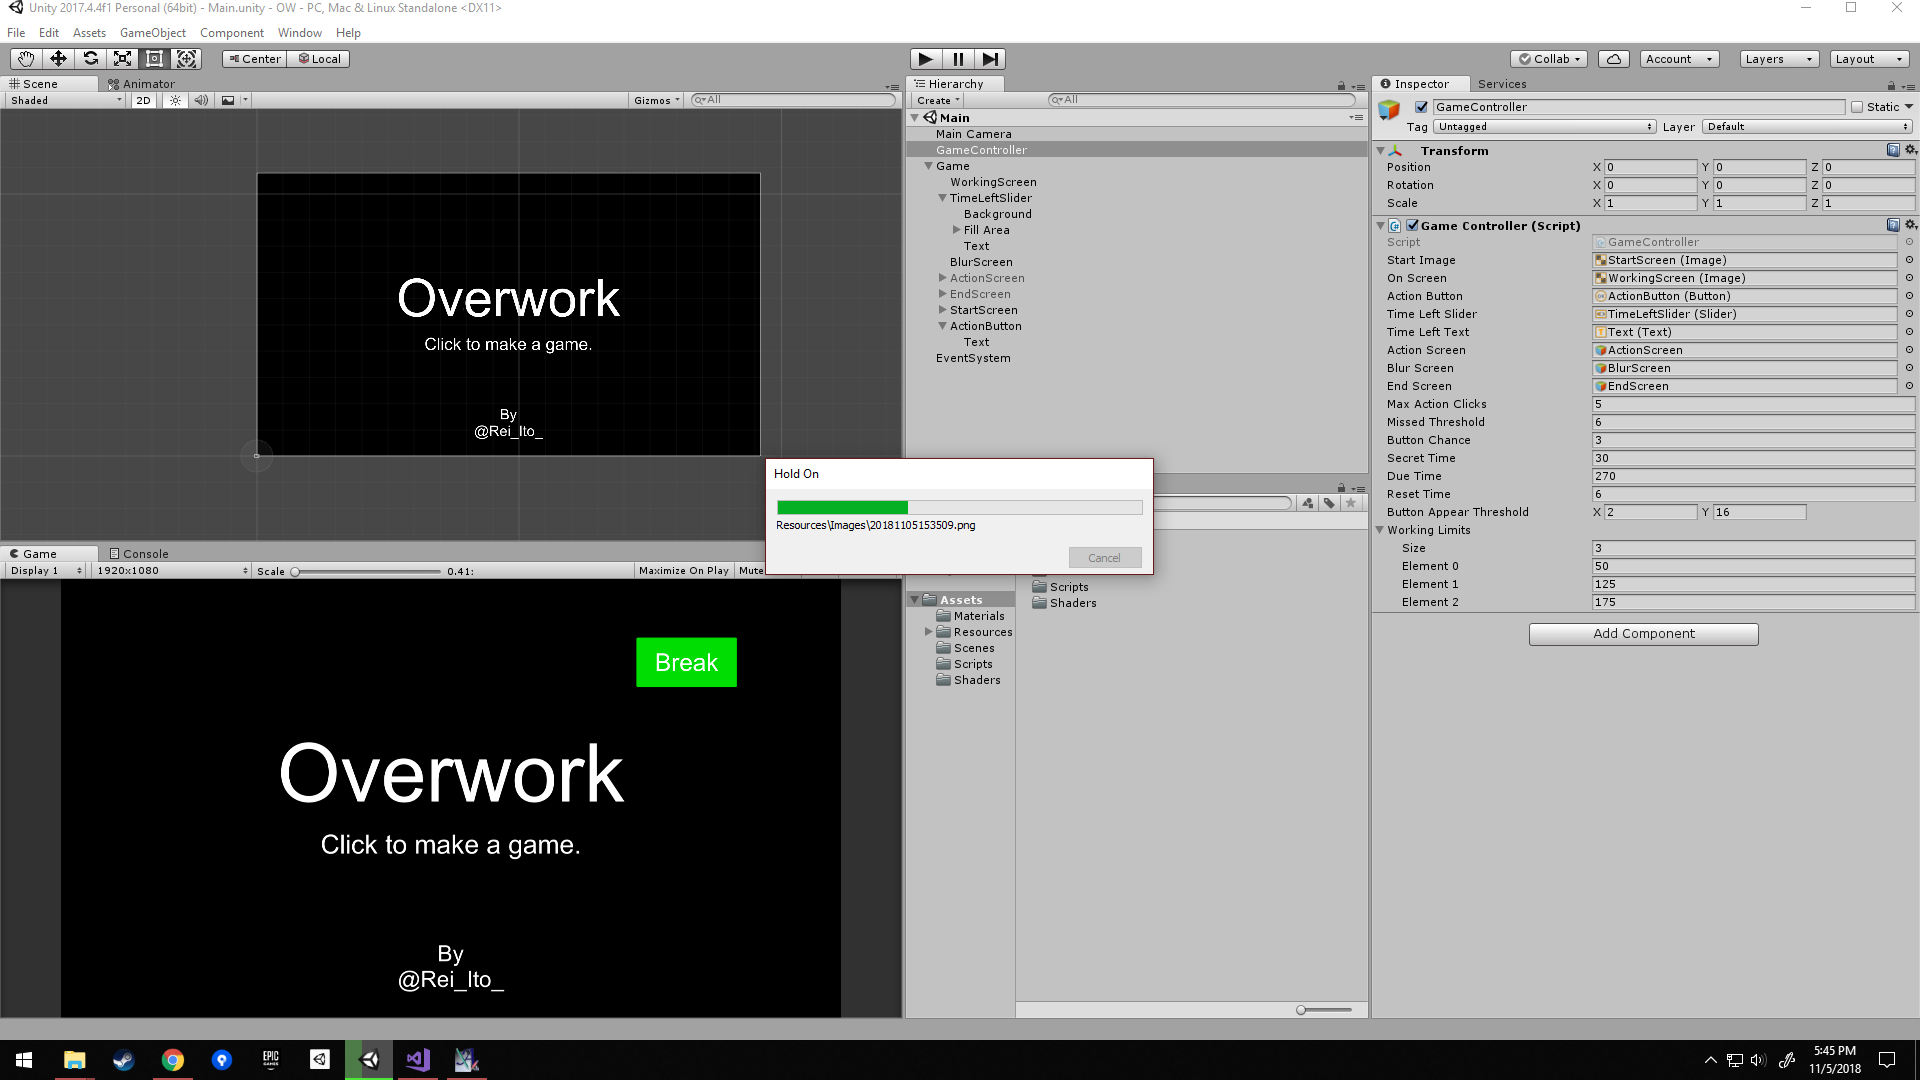 Unity 2017.4.4f1 Personal (64bit) - Main.unity - OW - PC, Mac & Linux Standalone <DX11>
File Edit Assets GameObject Component Window Help
Center Local
Collab Account Layers Layout
Scene Animator
Shaded 2D Gizmos All
Overwork
Click to make a game.
By
@Rei_Ito_
Game Console
Display 1 1920x1080 Scale 0.41: Maximize On Play Mute
Break
Overwork
Click to make a game.
By
@Rei_Ito_
Hierarchy
Create All
Main
Main Camera
GameController
Game
WorkingScreen
TimeLeftSlider
Background
Fill Area
Text
BlurScreen
ActionScreen
EndScreen
StartScreen
ActionButton
Text
EventSystem
Hold On
Resources\Images\20181105153509.png
Cancel
Assets
Materials
Resources
Scenes
Scripts
Shaders
Scripts
Shaders
Inspector Services
GameController Static
Tag Untagged Layer Default
Transform
Position X 0 Y 0 Z 0
Rotation X 0 Y 0 Z 0
Scale X 1 Y 1 Z 1
Game Controller (Script)
Script GameController
Start Image StartScreen (Image)
On Screen WorkingScreen (Image)
Action Button ActionButton (Button)
Time Left Slider TimeLeftSlider (Slider)
Time Left Text Text (Text)
Action Screen ActionScreen
Blur Screen BlurScreen
End Screen EndScreen
Max Action Clicks 5
Missed Threshold 6
Button Chance 3
Secret Time 30
Due Time 270
Reset Time 6
Button Appear Threshold X 2 Y 16
Working Limits
Size 3
Element 0 50
Element 1 125
Element 2 175
Add Component
EPIC
GAMES
5:45 PM
11/5/2018